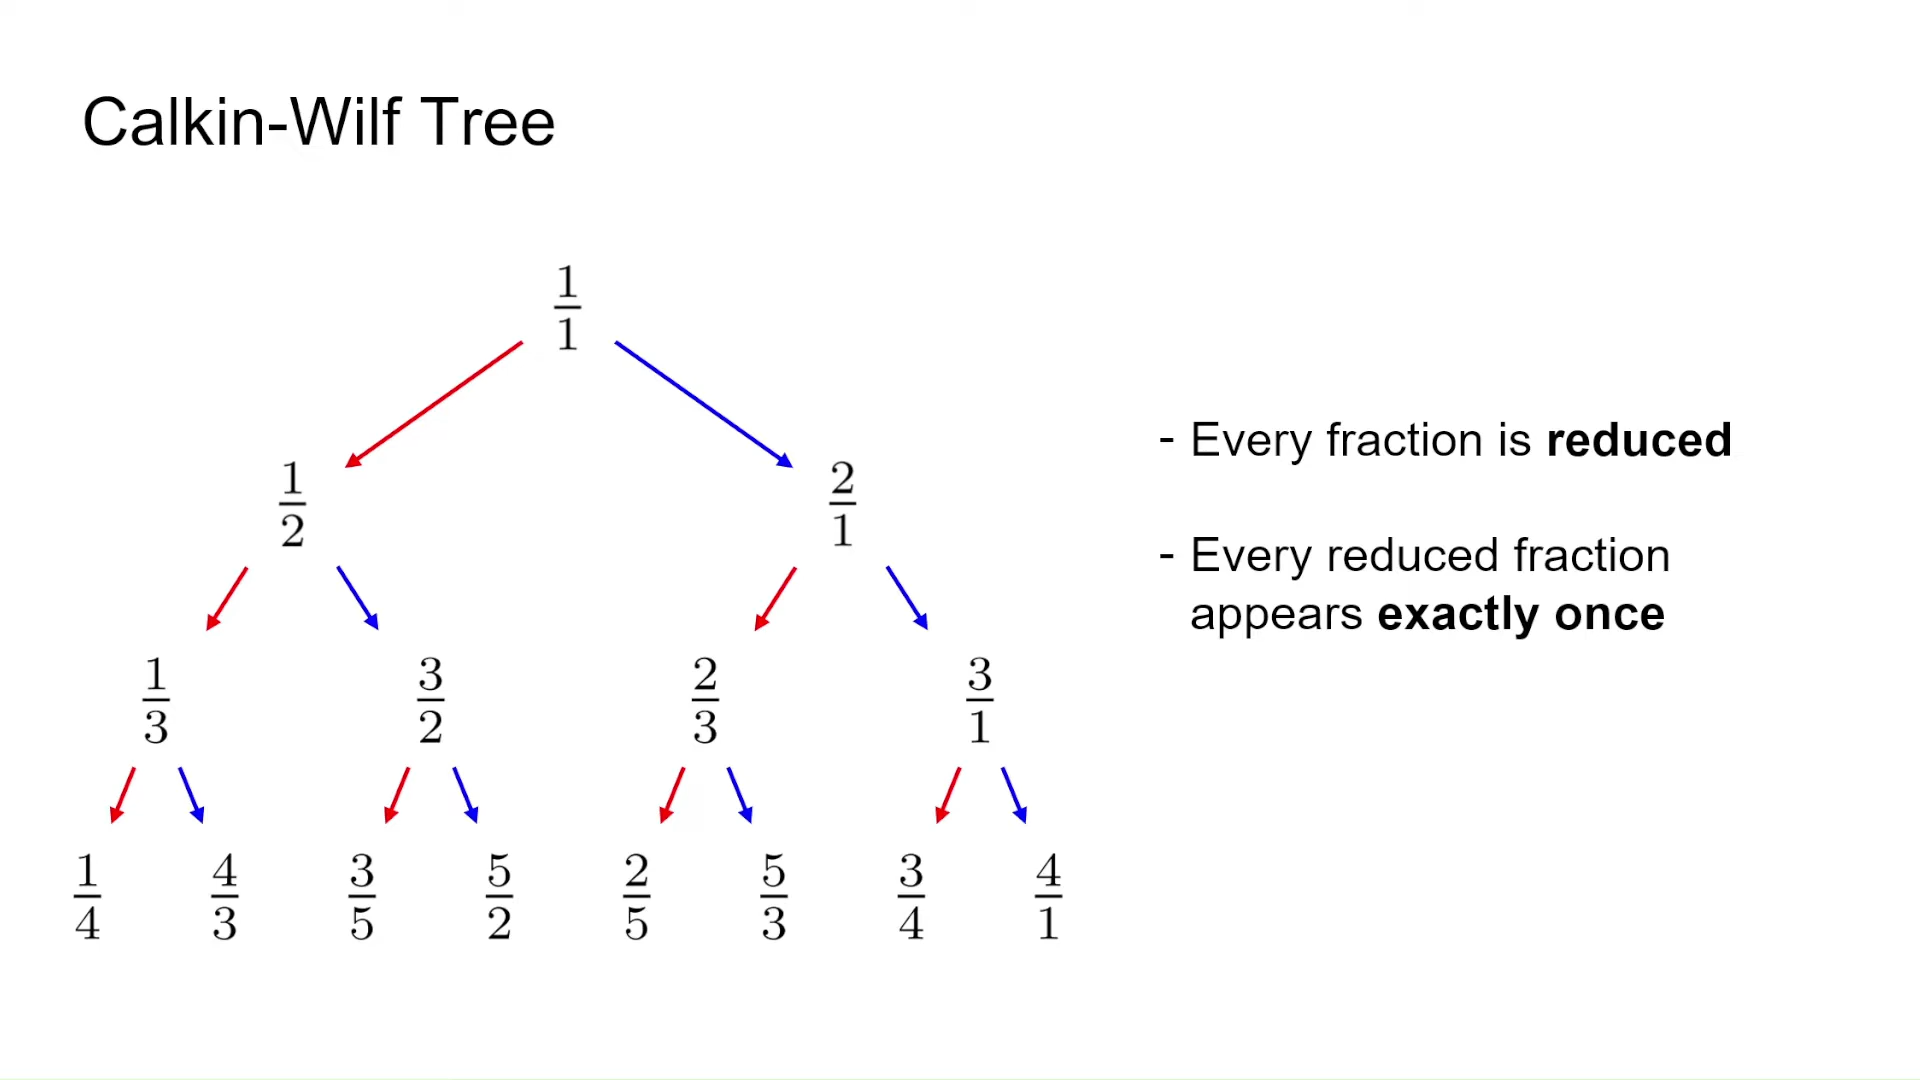 Calkin-Wilf Tree
1/1
1/2 2/1
- Every fraction is reduced
- Every reduced fraction
appears exactly once
1/3 3/2 2/3 3/1
1/4 4/3 3/5 5/2 2/5 5/3 3/4 4/1